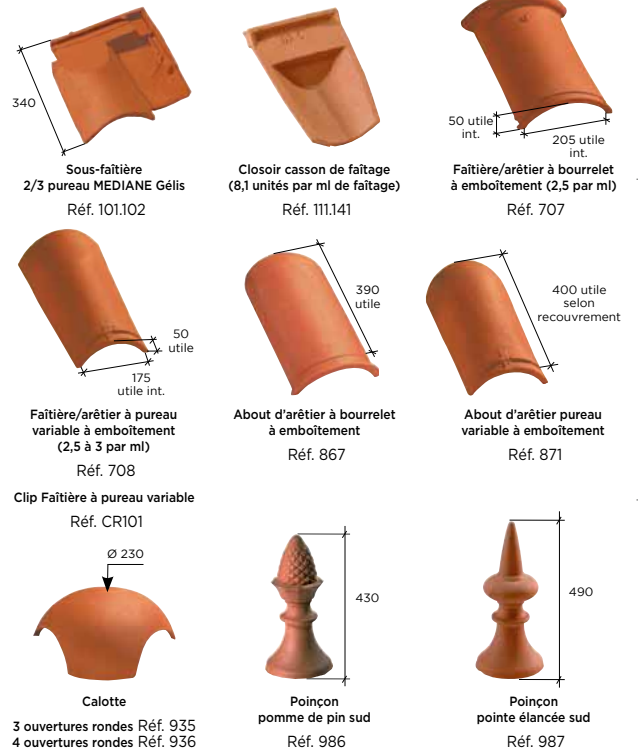 340
Sous-faîtière
2/3 pureau MEDIANE Gélis
Réf. 101.102
Closoir casson de faîtage
(8,1 unités par ml de faîtage)
Réf. 111.141
50 utile
int.
205 utile
int.
Faîtière/arêtier à bourrelet
à emboîtement (2,5 par ml)
Réf. 707
50
utile
175
utile int.
Faîtière/arêtier à pureau
variable à emboîtement
(2,5 à 3 par ml)
Réf. 708
Clip Faîtière à pureau variable
Réf. CR101
390
utile
About d'arêtier à bourrelet
à emboîtement
Réf. 867
400 utile
selon
recouvrement
About d'arêtier pureau
variable à emboîtement
Réf. 871
Ø 230
Calotte
3 ouvertures rondes Réf. 935
4 ouvertures rondes Réf. 936
430
Poinçon
pomme de pin sud
Réf. 986
490
Poinçon
pointe élancée sud
Réf. 987